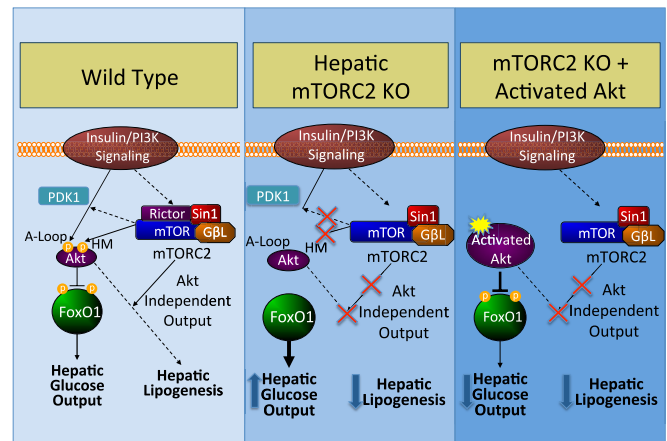 Wild Type
Insulin/PI3K
Signaling
PDK1
Rictor
Sin1
mTOR
GβL
A-Loop
P
P
HM
Akt
mTORC2
Akt
Independent
Output
P
P
FoxO1
Hepatic
Glucose
Output
Hepatic
Lipogenesis
Hepatic
mTORC2 KO
Insulin/PI3K
Signaling
PDK1
Sin1
mTOR
GβL
A-Loop
HM
Akt
mTORC2
Akt
Independent
Output
FoxO1
Hepatic
Glucose
Output
Hepatic
Lipogenesis
mTORC2 KO +
Activated Akt
Insulin/PI3K
Signaling
Sin1
mTOR
GβL
Activated
Akt
mTORC2
Akt
Independent
Output
P
P
FoxO1
Hepatic
Glucose
Output
Hepatic
Lipogenesis